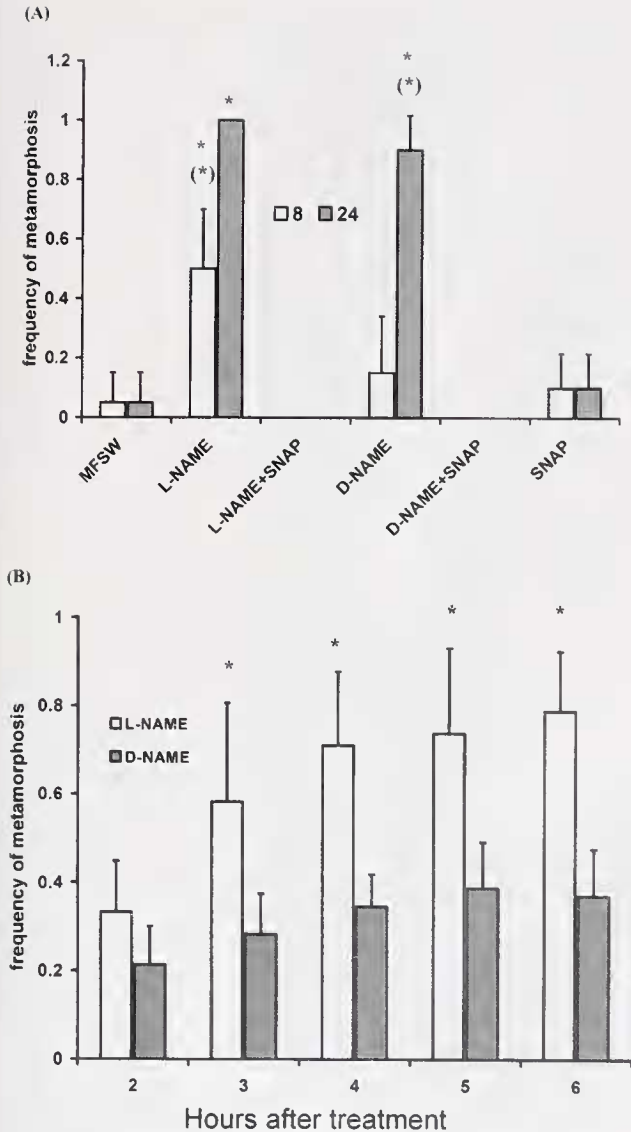 (A)
1.2
1
0.8
0.6
0.4
0.2
0
frequency of metamorphosis
*
(*)
*
*
(*)
8 24
MFSW
L-NAME
L-NAME+SNAP
D-NAME
D-NAME+SNAP
SNAP
(B)
1
0.8
0.6
0.4
0.2
0
frequency of metamorphosis
* * * *
L-NAME
D-NAME
2 3 4 5 6
Hours after treatment